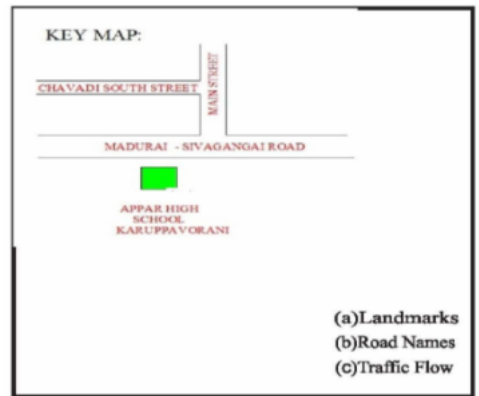 KEY MAP:
MAIN STREET
CHAVADI SOUTH STREET
MADURAI - SIVAGANGAI ROAD
APPAR HIGH
SCHOOL
KARUPPAVORANI
(a)Landmarks
(b)Road Names
(c)Traffic Flow